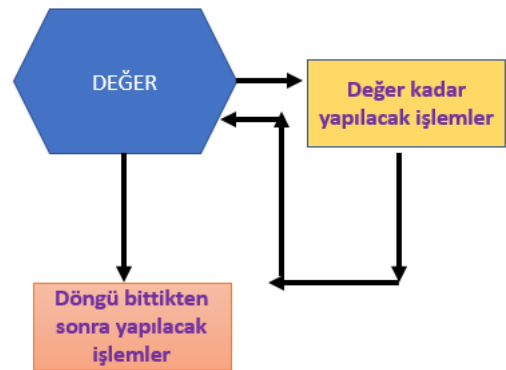 DEĞER
Değer kadar
yapılacak işlemler
Döngü bittikten
sonra yapılacak
işlemler